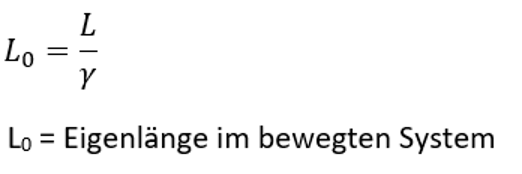 L₀ = L/γ
L₀ = Eigenlänge im bewegten System